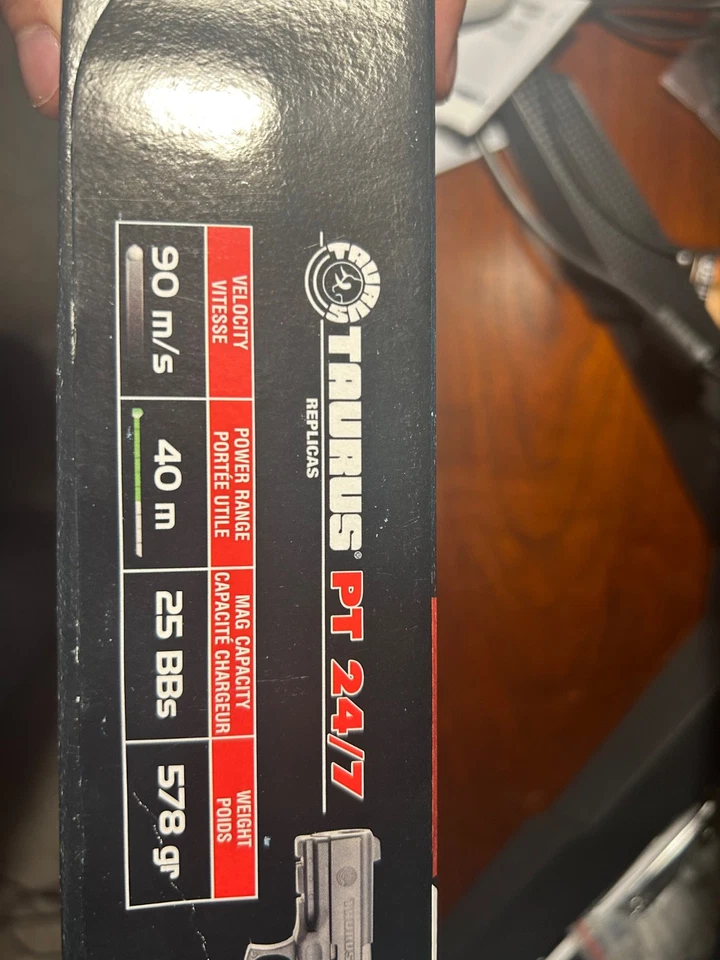 TAURUS
TAURUS® PT 24/7
REPLICAS
VELOCITY
VITESSE
90 m/s
POWER RANGE
PORTÉE UTILE
40 m
MAG CAPACITY
CAPACITÉ CHARGEUR
25 BBs
WEIGHT
POIDS
578 gr
TAURUS